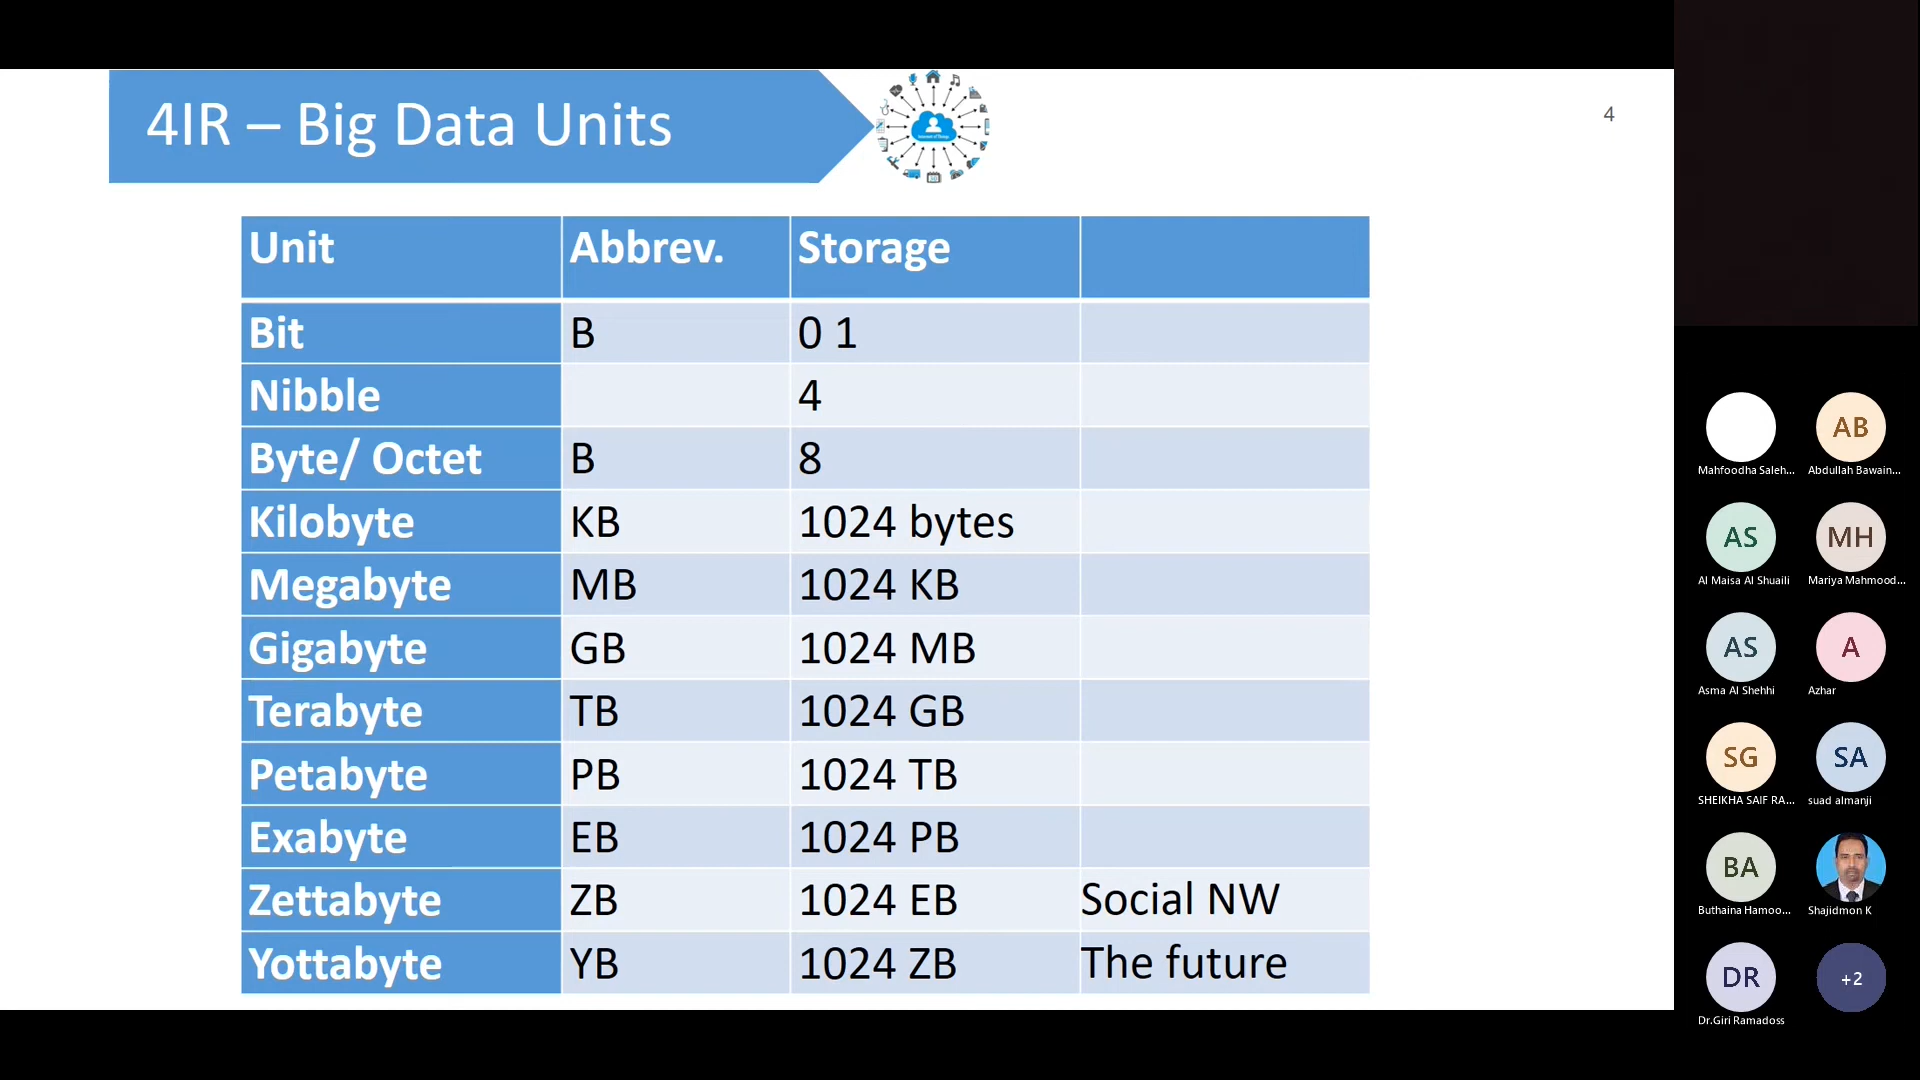 4IR – Big Data Units
4
Unit Abbrev. Storage
Bit B 0 1
Nibble 4
Byte/ Octet B 8
Kilobyte KB 1024 bytes
Megabyte MB 1024 KB
Gigabyte GB 1024 MB
Terabyte TB 1024 GB
Petabyte PB 1024 TB
Exabyte EB 1024 PB
Zettabyte ZB 1024 EB Social NW
Yottabyte YB 1024 ZB The future
AB
Mahfoodha Saleh... Abdullah Bawain...
AS MH
Al Maisa Al Shuaili Mariya Mahmood...
AS A
Asma Al Shehhi Azhar
SG SA
SHEIKHA SAIF RA... suad almanji
BA
Buthaina Hamoo... Shajidmon K
DR +2
Dr.Giri Ramadoss